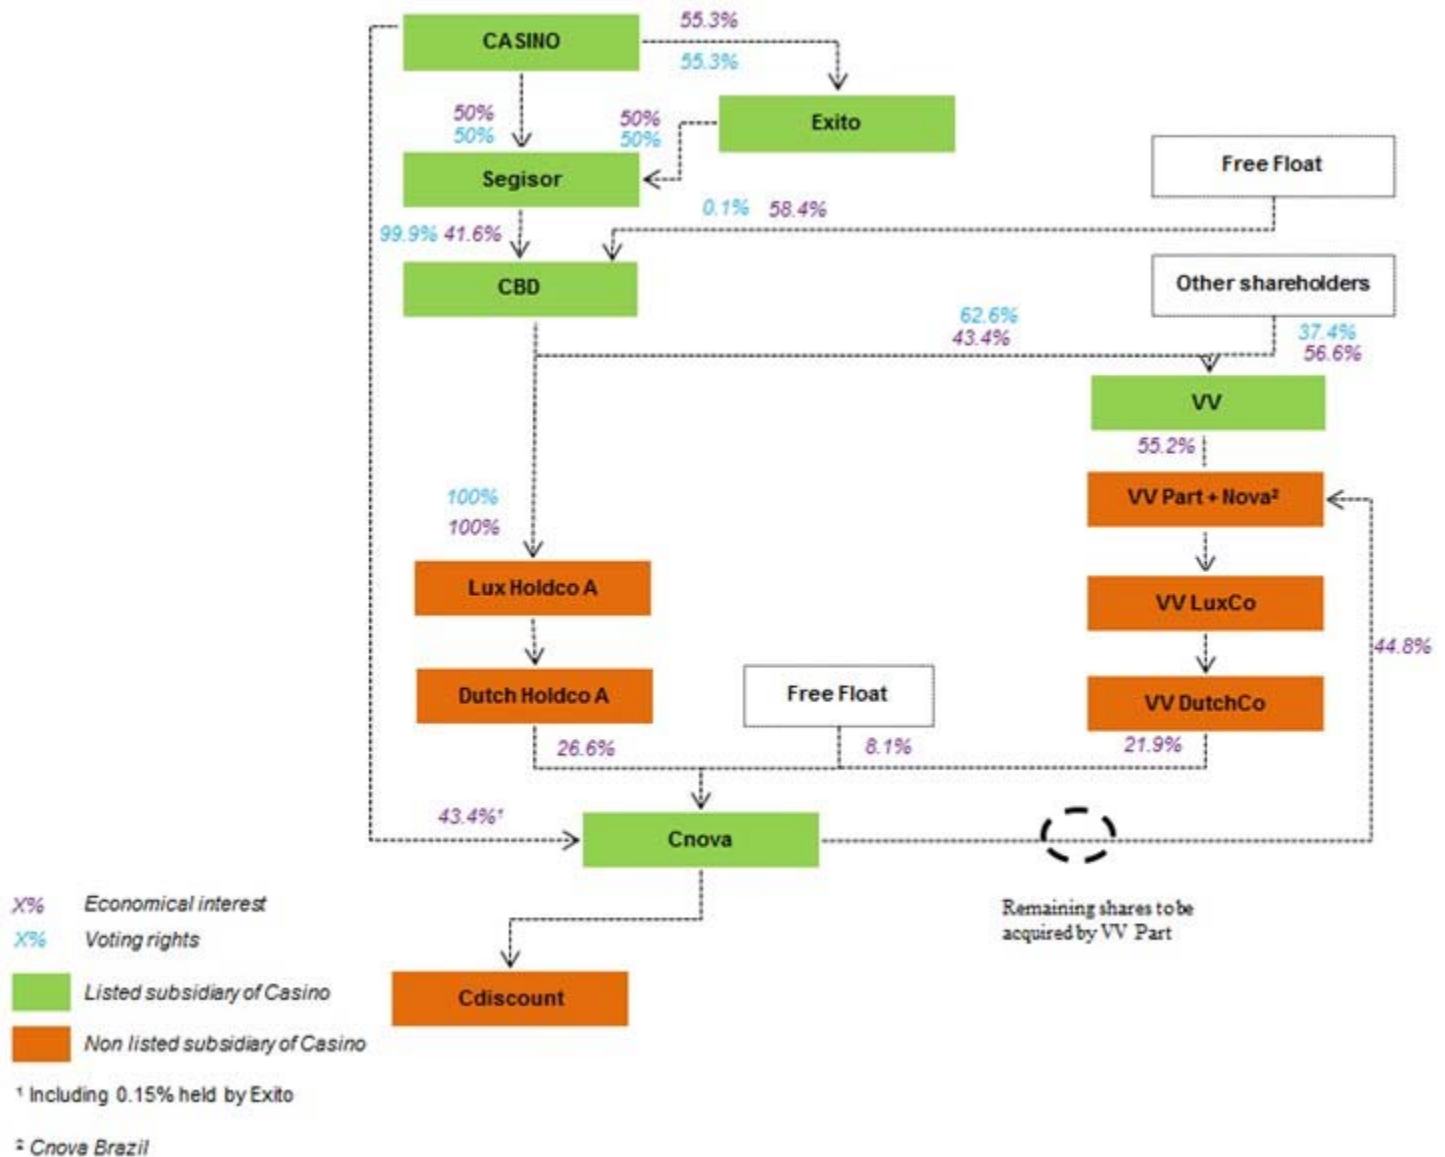 55.3%
CASINO
55.3%
50%
50%
50%
50%
Exito
Segisor
Free Float
0.1% 58.4%
99.9% 41.6%
CBD
Other shareholders
62.6%
43.4%
37.4%
56.6%
VV
55.2%
VV Part + Nova²
100%
100%
Lux Holdco A
VV LuxCo
44.8%
Dutch Holdco A
Free Float
VV DutchCo
26.6%
8.1%
21.9%
43.4%¹
Cnova
X% Economical interest
X% Voting rights
Remaining shares to be
acquired by VV Part
Listed subsidiary of Casino
Cdiscount
Non listed subsidiary of Casino
¹ Including 0.15% held by Exito
² Cnova Brazil